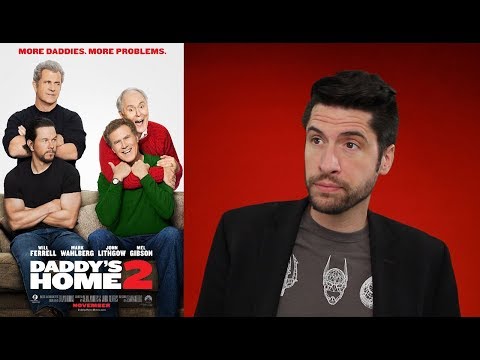 MORE DADDIES. MORE PROBLEMS.
WILL FERRELL
MARK WAHLBERG
JOHN LITHGOW
MEL GIBSON
DADDY'S
HOME 2
NOVEMBER